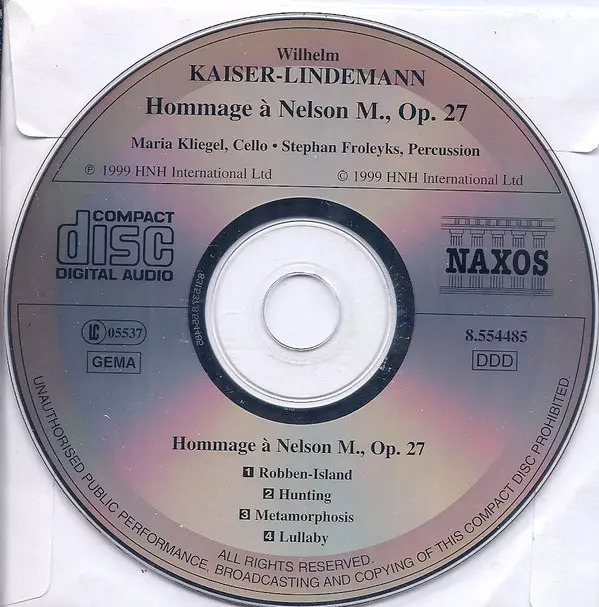 Wilhelm
KAISER-LINDEMANN
Hommage à Nelson M., Op. 27
Maria Kliegel, Cello • Stephan Froleyks, Percussion
℗ 1999 HNH International Ltd © 1999 HNH International Ltd
COMPACT
disc
DIGITAL AUDIO
NAXOS
LC 05537
GEMA
8.554485
DDD
Hommage à Nelson M., Op. 27
1 Robben-Island
2 Hunting
3 Metamorphosis
4 Lullaby
ALL RIGHTS RESERVED.
UNAUTHORISED PUBLIC PERFORMANCE, BROADCASTING AND COPYING OF THIS COMPACT DISC PROHIBITED.